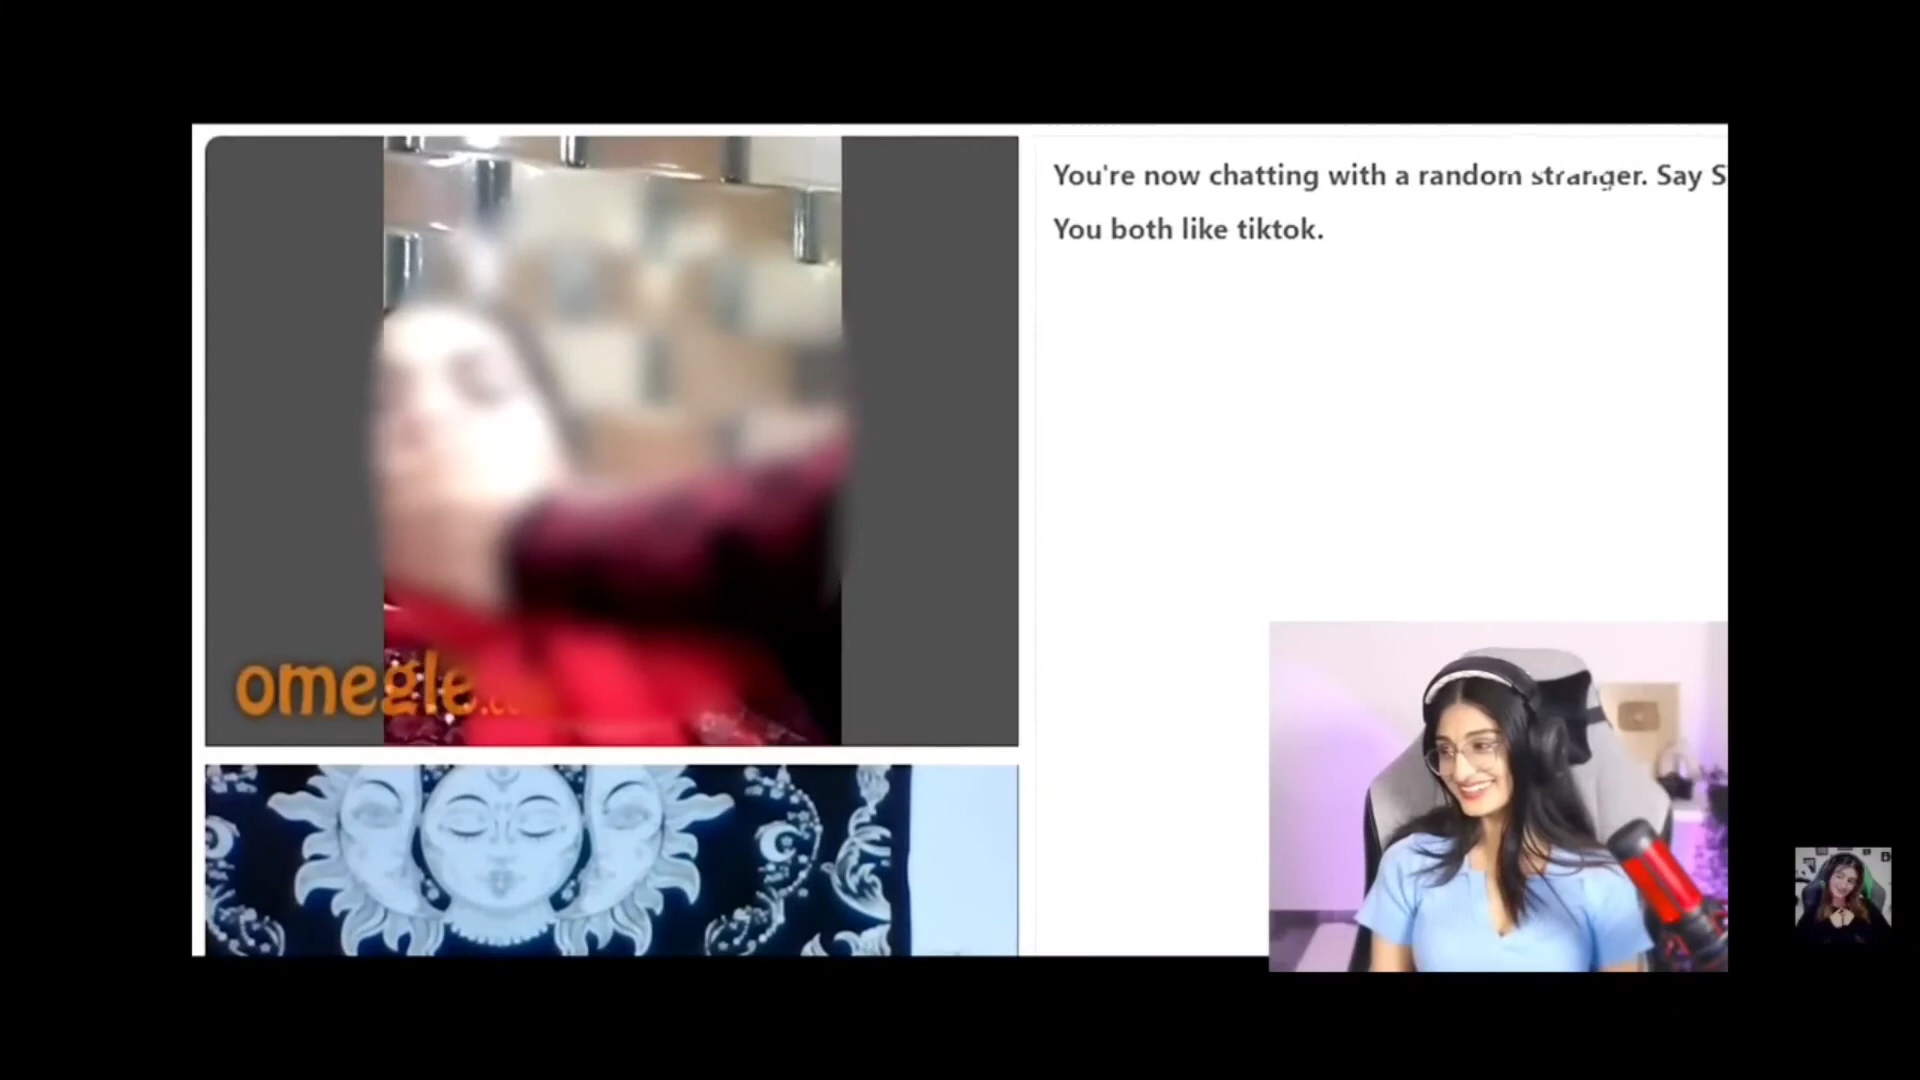 You're now chatting with a random stranger. Say S
You both like tiktok.
omegle.c